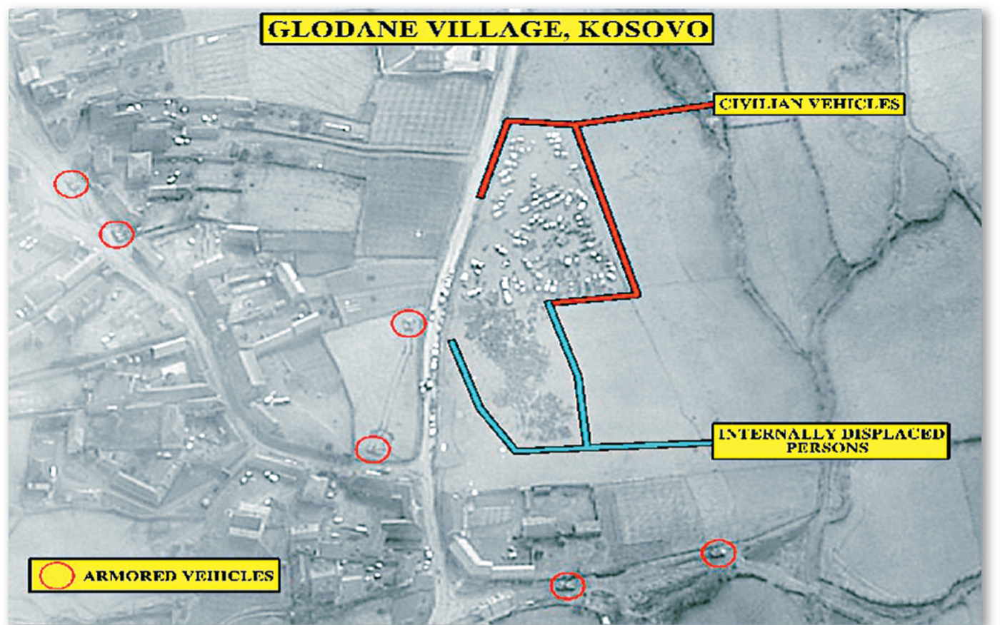 GLODANE VILLAGE, KOSOVO
CIVILIAN VEHICLES
INTERNALLY DISPLACED
PERSONS
ARMORED VEHICLES